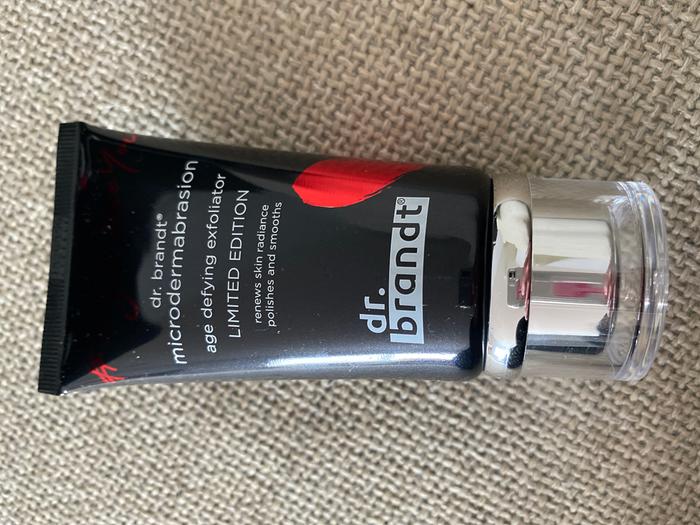 dr. brandt®
microdermabrasion
age defying exfoliator
LIMITED EDITION
renews skin radiance
polishes and smooths
dr.
brandt®